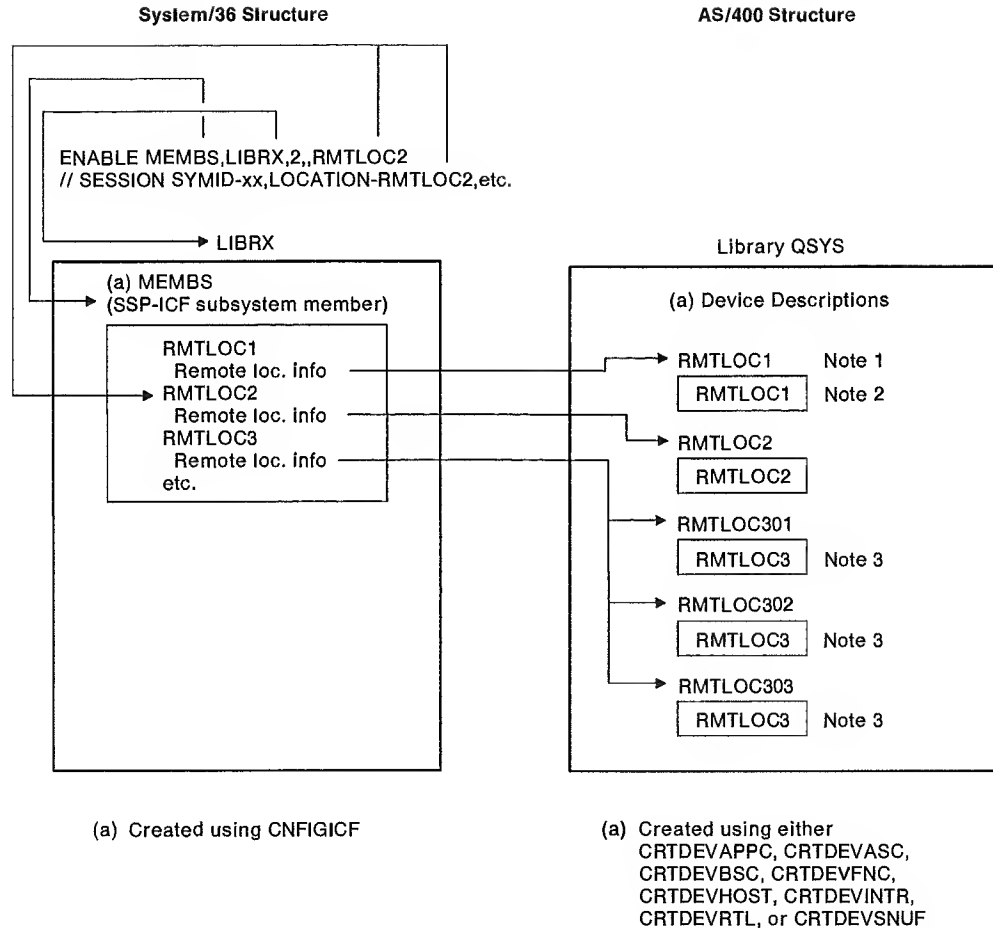 System/36 Structure
AS/400 Structure
ENABLE MEMBS,LIBRX,2,,RMTLOC2
// SESSION SYMID-xx,LOCATION-RMTLOC2,etc.
LIBRX
(a) MEMBS
(SSP-ICF subsystem member)
RMTLOC1
Remote loc. info
RMTLOC2
Remote loc. info
RMTLOC3
Remote loc. info
etc.
Library QSYS
(a) Device Descriptions
RMTLOC1 Note 1
RMTLOC1 Note 2
RMTLOC2
RMTLOC2
RMTLOC301
RMTLOC3 Note 3
RMTLOC302
RMTLOC3 Note 3
RMTLOC303
RMTLOC3 Note 3
(a) Created using CNFIGICF
(a) Created using either
CRTDEVAPPC, CRTDEVASC,
CRTDEVBSC, CRTDEVFNC,
CRTDEVHOST, CRTDEVINTR,
CRTDEVRTL, or CRTDEVSNUF